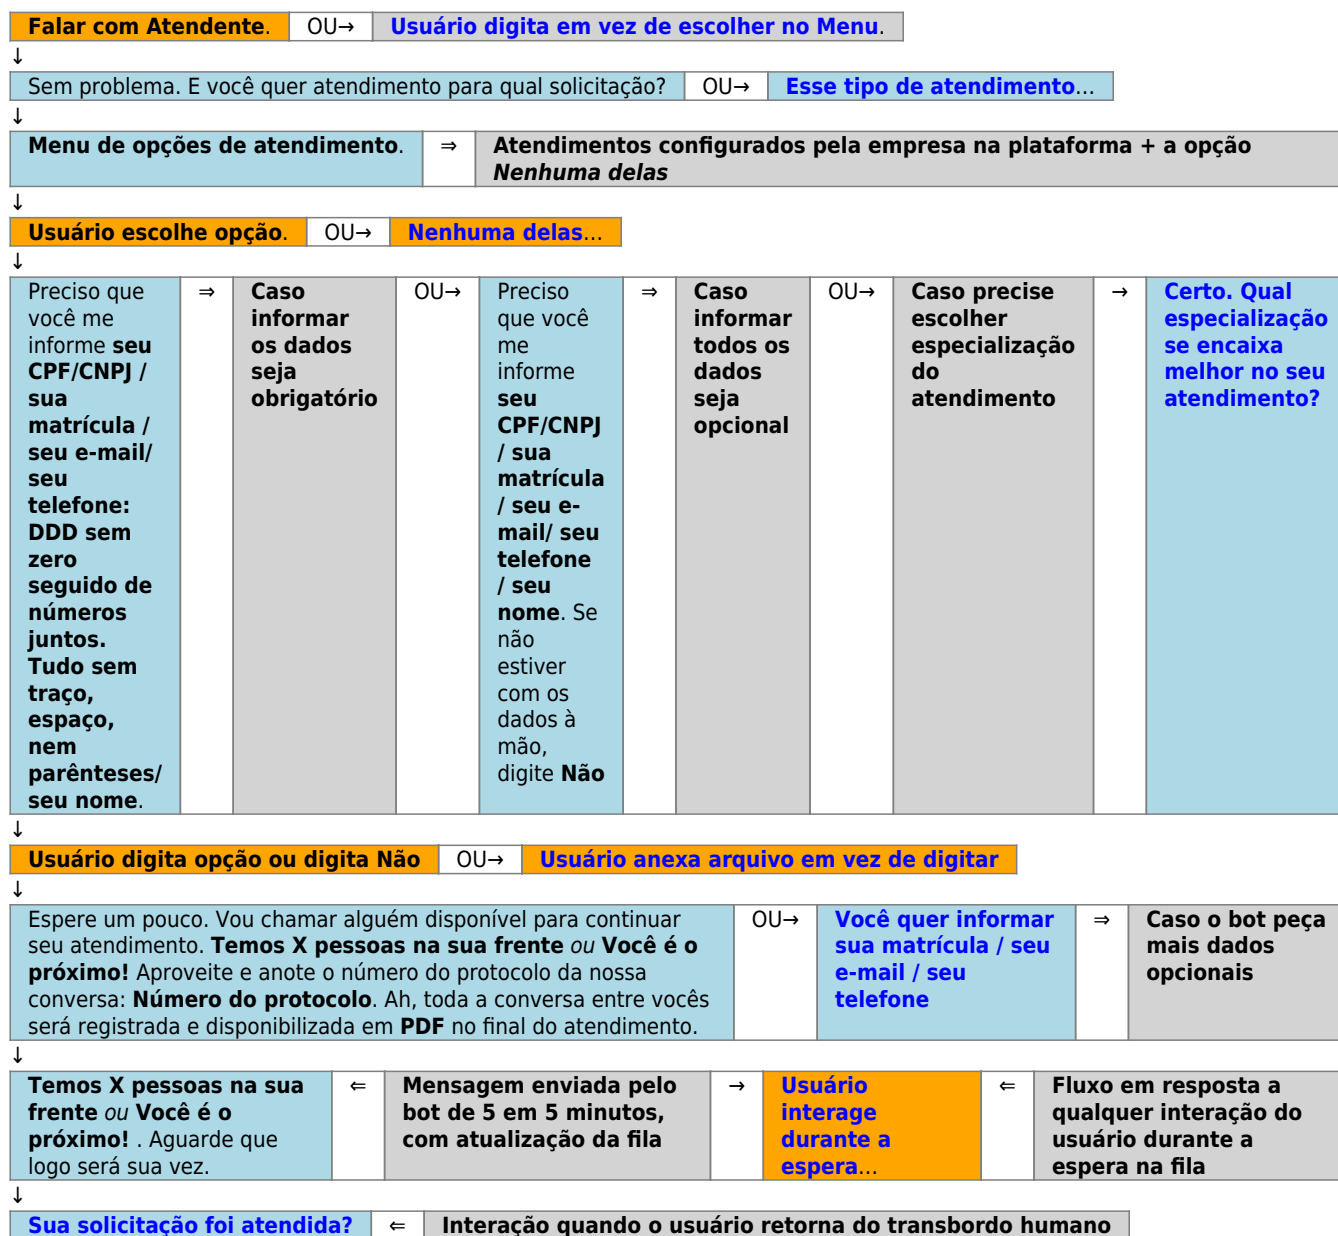 Falar com Atendente. OU→ Usuário digita em vez de escolher no Menu.
↓
Sem problema. E você quer atendimento para qual solicitação? OU→ Esse tipo de atendimento...
↓
Menu de opções de atendimento. ⇒ Atendimentos configurados pela empresa na plataforma + a opção
Nenhuma delas
↓
Usuário escolhe opção. OU→ Nenhuma delas...
↓
Preciso que
você me
informe seu
CPF/CNPJ /
sua
matrícula /
seu e-mail/
seu
telefone:
DDD sem
zero
seguido de
números
juntos.
Tudo sem
traço,
espaço,
nem
parênteses/
seu nome.
⇒
Caso
informar
os dados
seja
obrigatório
OU→
Preciso
que você
me
informe
seu
CPF/CNPJ
/ sua
matrícula
/ seu e-
mail/ seu
telefone
/ seu
nome. Se
não
estiver
com os
dados à
mão,
digite Não
⇒
Caso
informar
todos os
dados
seja
opcional
OU→
Caso precise
escolher
especialização
do
atendimento
→
Certo. Qual
especialização
se encaixa
melhor no seu
atendimento?
↓
Usuário digita opção ou digita Não OU→ Usuário anexa arquivo em vez de digitar
↓
Espere um pouco. Vou chamar alguém disponível para continuar
seu atendimento. Temos X pessoas na sua frente ou Você é o
próximo! Aproveite e anote o número do protocolo da nossa
conversa: Número do protocolo. Ah, toda a conversa entre vocês
será registrada e disponibilizada em PDF no final do atendimento.
OU→
Você quer informar
sua matrícula / seu
e-mail / seu
telefone
⇒
Caso o bot peça
mais dados
opcionais
↓
Temos X pessoas na sua
frente ou Você é o
próximo! . Aguarde que
logo será sua vez.
⇐
Mensagem enviada pelo
bot de 5 em 5 minutos,
com atualização da fila
→
Usuário
interage
durante a
espera...
⇐
Fluxo em resposta a
qualquer interação do
usuário durante a
espera na fila
↓
Sua solicitação foi atendida? ⇐ Interação quando o usuário retorna do transbordo humano